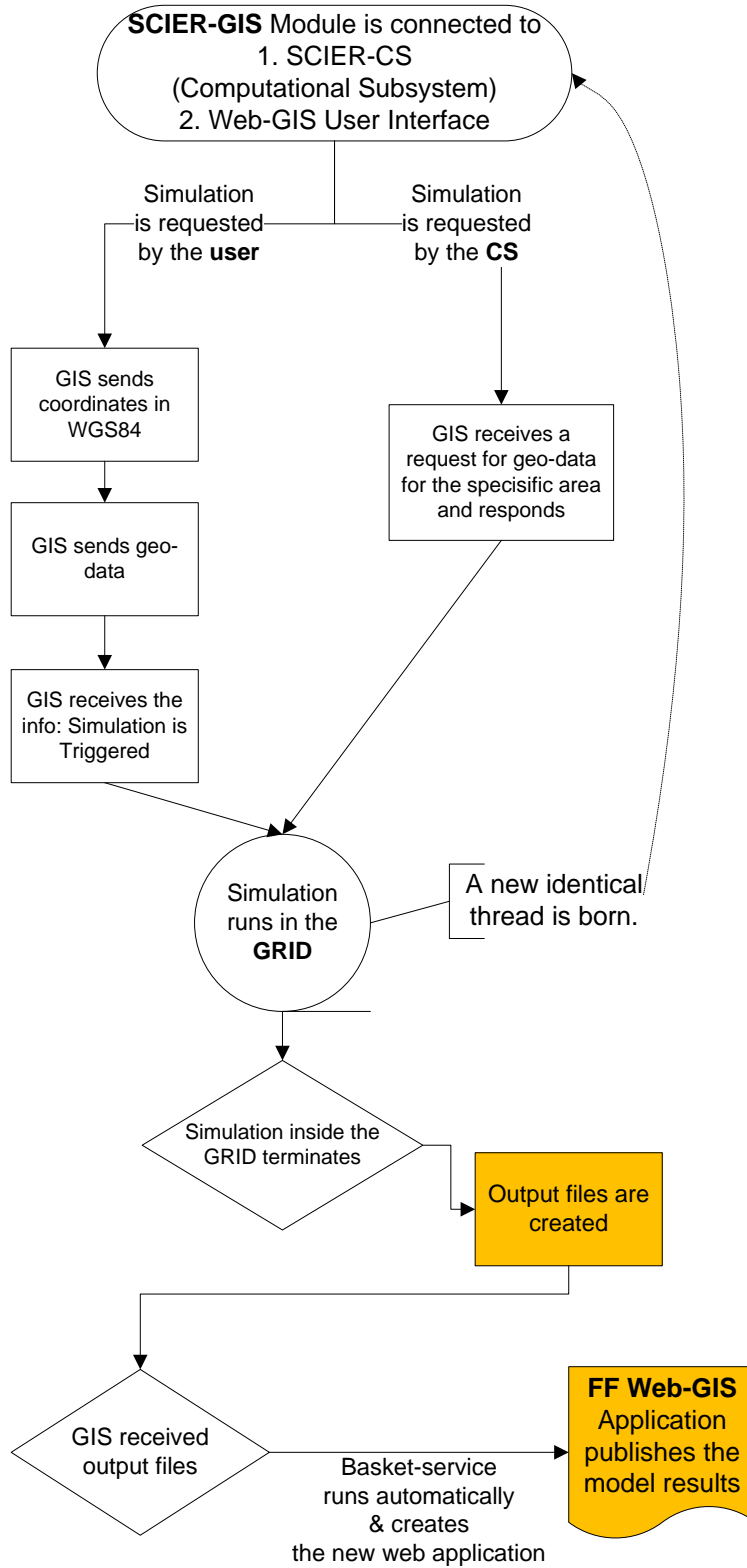 SCIER-GIS Module is connected to
1. SCIER-CS
(Computational Subsystem)
2. Web-GIS User Interface
Simulation
is requested
by the user
Simulation
is requested
by the CS
GIS sends
coordinates in
WGS84
GIS receives a
request for geo-data
for the specisific area
and responds
GIS sends geo-
data
GIS receives the
info: Simulation is
Triggered
Simulation
runs in the
GRID
A new identical
thread is born.
Simulation inside the
GRID terminates
Output files are
created
GIS received
output files
Basket-service
runs automatically
& creates
the new web application
FF Web-GIS
Application
publishes the
model results